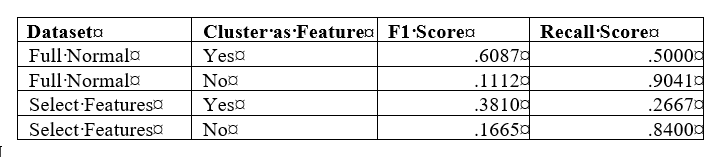 Dataset¤ Cluster·as·Feature¤ F1·Score¤ Recall·Score¤
Full·Normal¤ Yes¤ .6087¤ .5000¤
Full·Normal¤ No¤ .1112¤ .9041¤
Select·Features¤ Yes¤ .3810¤ .2667¤
Select·Features¤ No¤ .1665¤ .8400¤